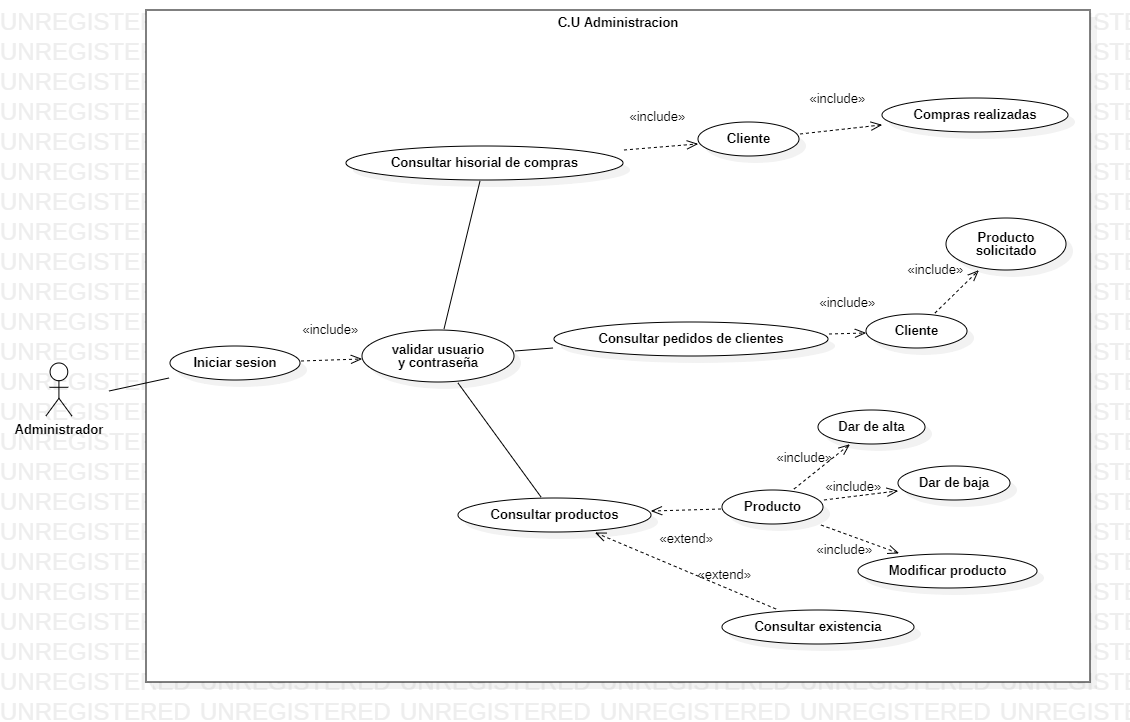 C.U Administracion
«include»
Compras realizadas
«include»
Cliente
Consultar hisorial de compras
Producto
solicitado
«include»
«include»
Cliente
Consultar pedidos de clientes
«include»
validar usuario
y contraseña
Iniciar sesion
Administrador
Dar de alta
«include»
Dar de baja
«include»
Producto
Consultar productos
«extend»
«include»
Modificar producto
«extend»
Consultar existencia
UNREGISTERED UNREGISTERED UNREGISTERED UNREGISTERED UNREGISTERED UNREGISTERED